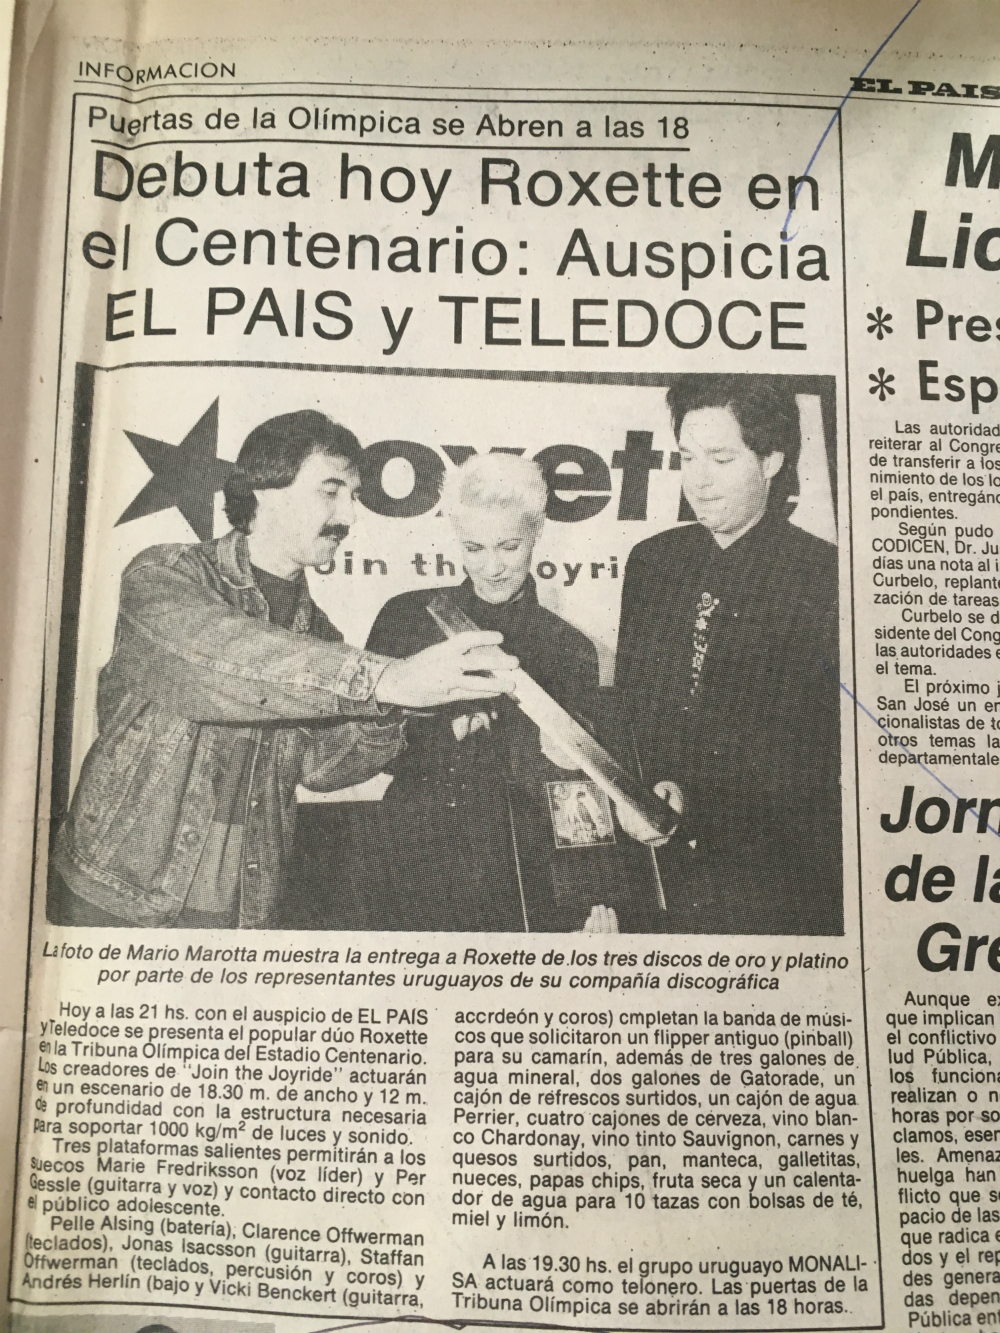 INFORMACIÓN
EL PAIS
Puertas de la Olímpica se Abren a las 18
Debuta hoy Roxette en
el Centenario: Auspicia
EL PAIS y TELEDOCE
oxett
oin th oyri
La foto de Mario Marotta muestra la entrega a Roxette de los tres discos de oro y platino
por parte de los representantes uruguayos de su compañía discográfica
Hoy a las 21 hs. con el auspicio de EL PAIS
y Teledoce se presenta el popular dúo Roxette
en la Tribuna Olímpica del Estadio Centenario.
Los creadores de "Join the Joyride" actuarán
en un escenario de 18.30 m. de ancho y 12 m.
de profundidad con la estructura necesaria
para soportar 1000 kg/m² de luces y sonido.
Tres plataformas salientes permitirán a los
suecos Marie Fredriksson (voz líder) y Per
Gessle (guitarra y voz) y contacto directo con
el público adolescente.
Pelle Alsing (batería), Clarence Offwerman
(teclados), Jonas Isacsson (guitarra), Staffan
Offwerman (teclados, percusión y coros) y
Andrés Herlín (bajo y Vicki Benckert (guitarra,
accrdeón y coros) cmpletan la banda de músi-
cos que solicitaron un flipper antiguo (pinball)
para su camarín, además de tres galones de
agua mineral, dos galones de Gatorade, un
cajón de refrescos surtidos, un cajón de agua
Perrier, cuatro cajones de cerveza, vino blan-
co Chardonay, vino tinto Sauvignon, carnes y
quesos surtidos, pan, manteca, galletitas,
nueces, papas chips, fruta seca y un calenta-
dor de agua para 10 tazas con bolsas de té,
miel y limón.
A las 19.30 hs. el grupo uruguayo MONALI-
SA actuará como telonero. Las puertas de la
Tribuna Olímpica se abrirán a las 18 horas.
M
Lic
* Pres
* Esp
Las autoridad
reiterar al Congre
de transferir a los
nimiento de los lo
el país, entregánd
pondientes.
Según pudo
CODICEN, Dr. Ju
días una nota al i
Curbelo, replante
zación de tareas
Curbelo se d
sidente del Cong
las autoridades e
el tema.
El próximo j
San José un en
cionalistas de to
otros temas la
departamentale
Jorn
de la
Gre
Aunque ex
que implican
el conflictivo
lud Pública,
los funciona
realizan o n
horas por so
clamos, esen
les. Amenaz
huelga han
flicto que se
pacio de las
que radica e
dos y el rep
des genera
das depen
Pública ent